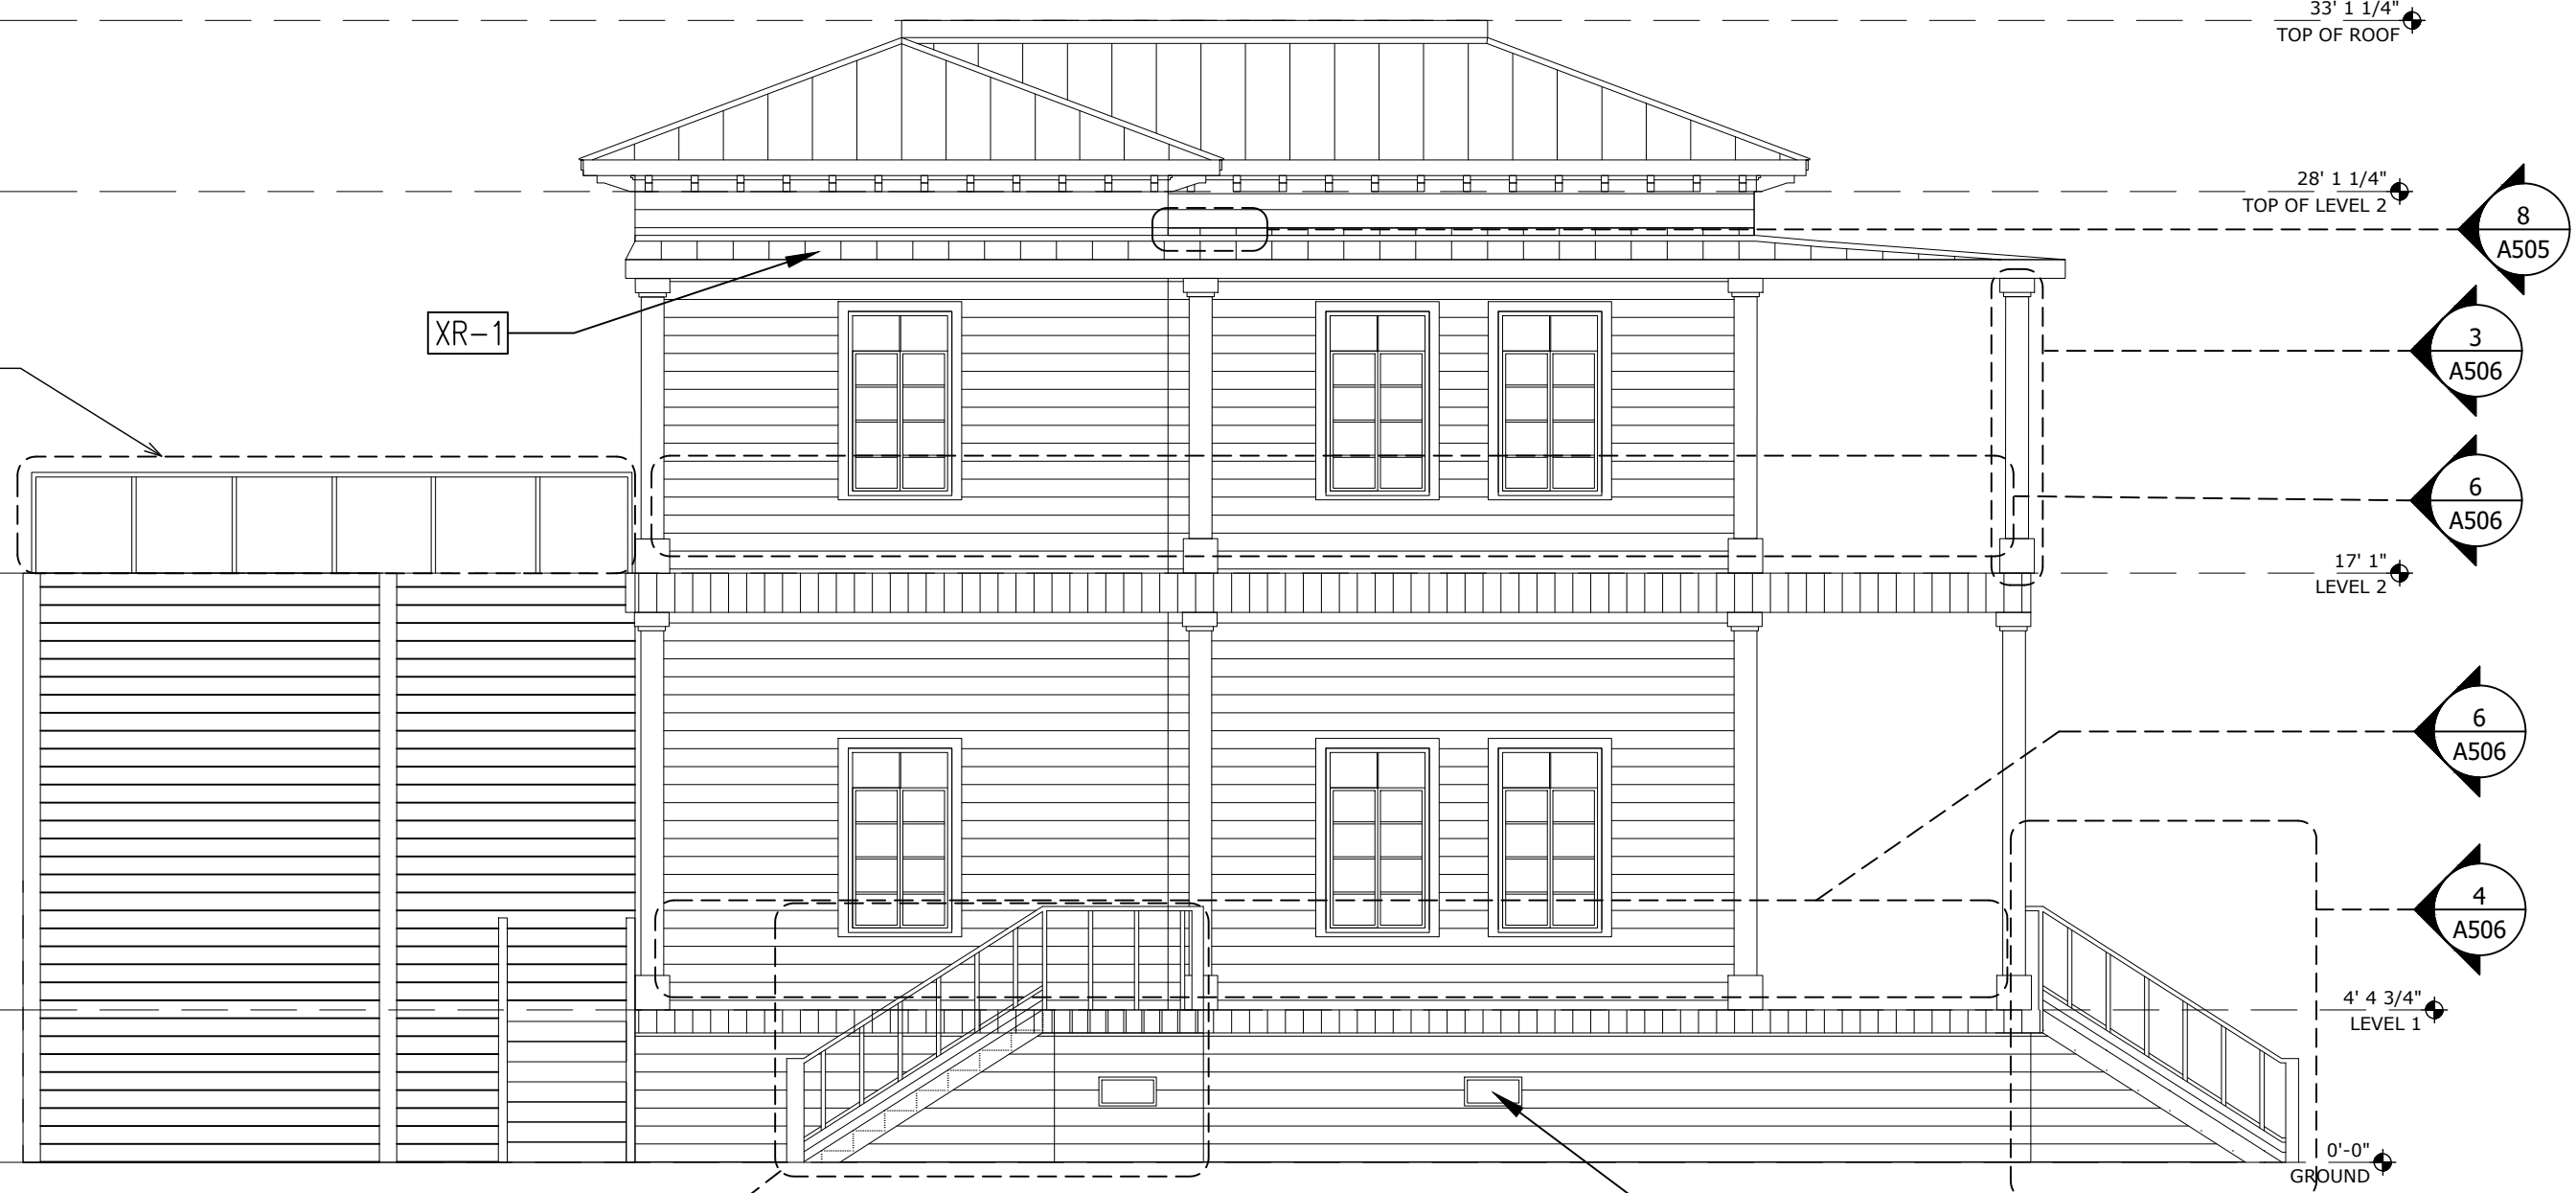 33' 1 1/4"
TOP OF ROOF
28' 1 1/4"
TOP OF LEVEL 2
8
A505
XR-1
3
A506
6
A506
17' 1"
LEVEL 2
6
A506
4
A506
4' 4 3/4"
LEVEL 1
0'-0"
GROUND